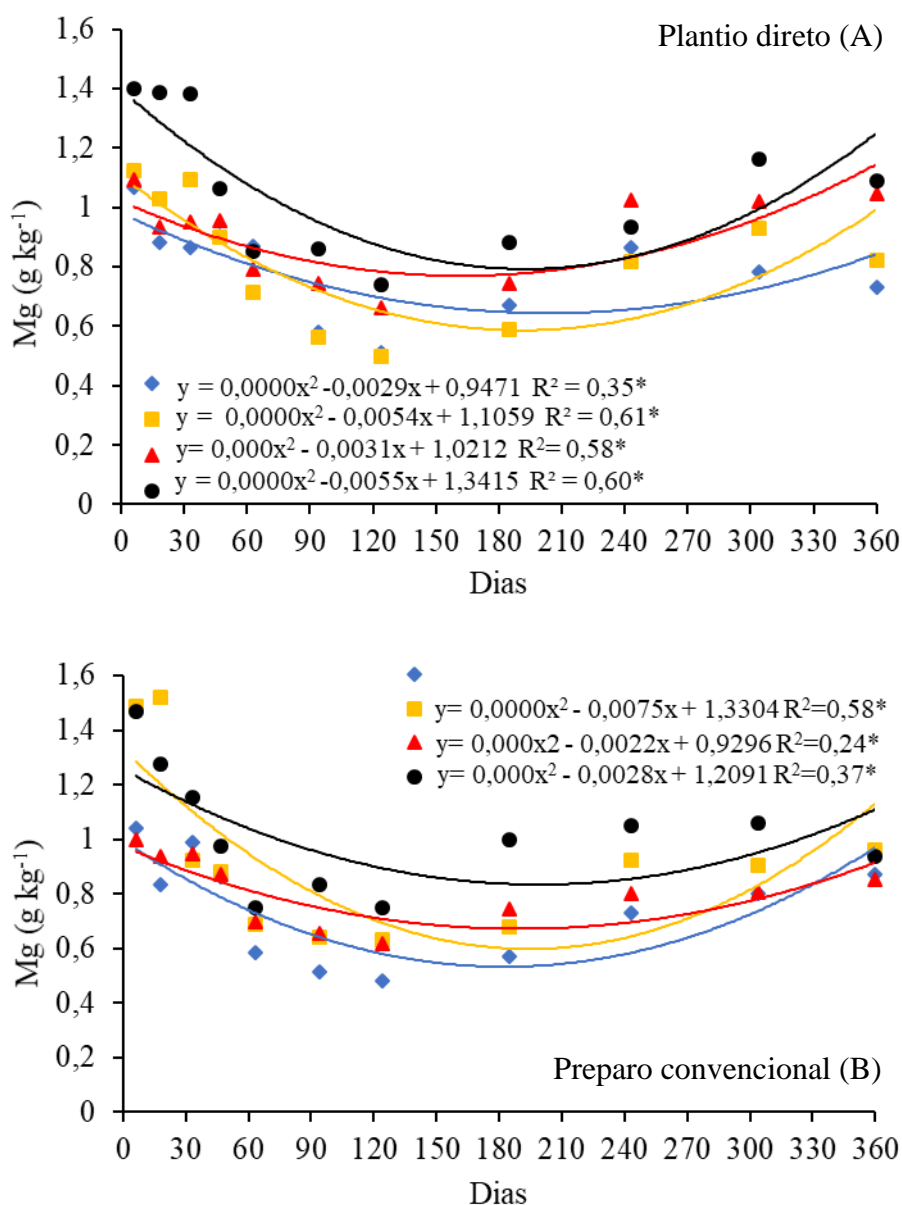 Plantio direto (A)
1,6
1,4
1,2
1
0,8
0,6
0,4
0,2
0
Mg (g kg⁻¹)
y = 0,0000x² -0,0029x + 0,9471 R² = 0,35*
y = 0,0000x² - 0,0054x + 1,1059 R² = 0,61*
y= 0,000x² - 0,0031x + 1,0212 R²= 0,58*
y = 0,0000x² -0,0055x + 1,3415 R² = 0,60*
0 30 60 90 120 150 180 210 240 270 300 330 360
Dias
1,6
1,4
1,2
1
0,8
0,6
0,4
0,2
0
Mg (g kg⁻¹)
y= 0,0000x² - 0,0075x + 1,3304 R²=0,58*
y= 0,000x2 - 0,0022x + 0,9296 R²=0,24*
y= 0,000x² - 0,0028x + 1,2091 R²=0,37*
Preparo convencional (B)
0 30 60 90 120 150 180 210 240 270 300 330 360
Dias